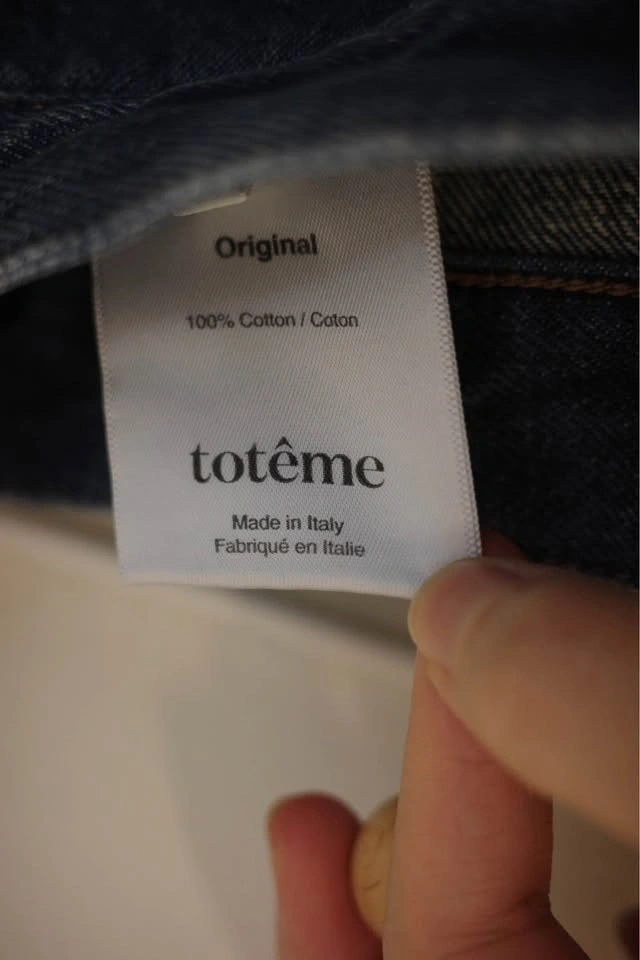 Original
100% Cotton / Coton
totême
Made in Italy
Fabriqué en Italie